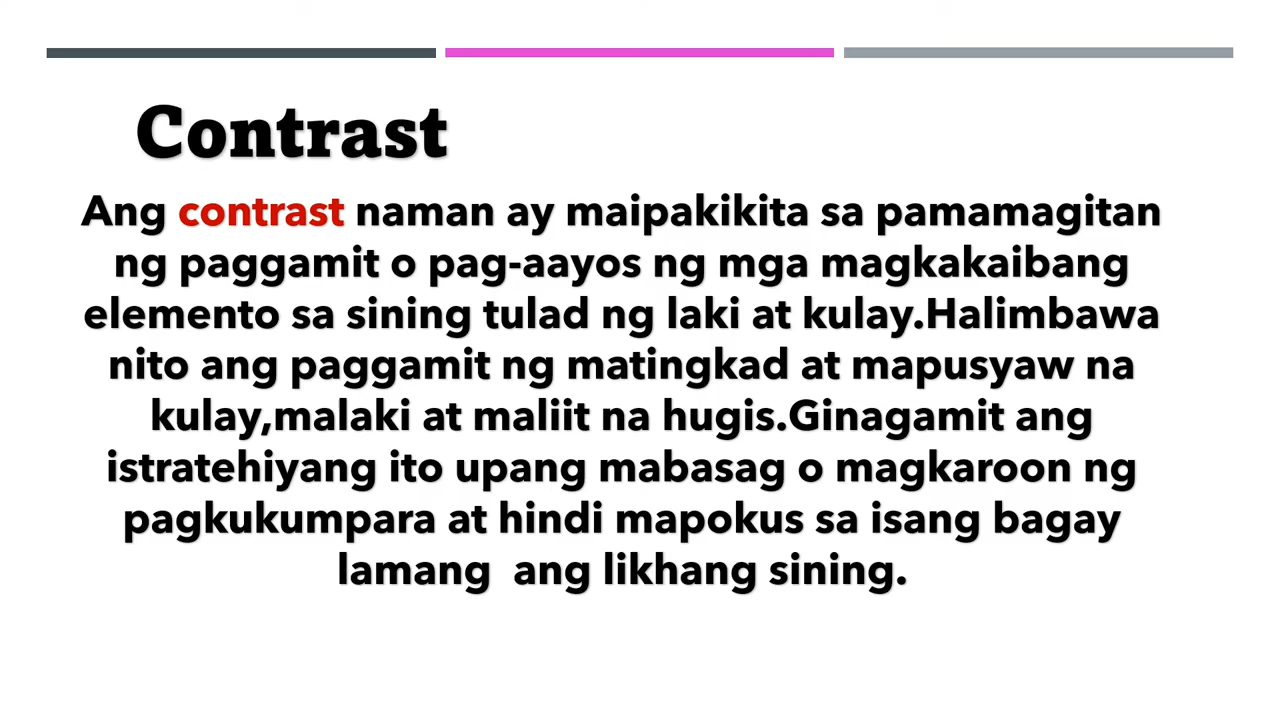 Contrast
Ang contrast naman ay maipakikita sa pamamagitan
ng paggamit o pag-aayos ng mga magkakaibang
elemento sa sining tulad ng laki at kulay.Halimbawa
nito ang paggamit ng matingkad at mapusyaw na
kulay,malaki at maliit na hugis.Ginagamit ang
istratehiyang ito upang mabasag o magkaroon ng
pagkukumpara at hindi mapokus sa isang bagay
lamang  ang likhang sining.